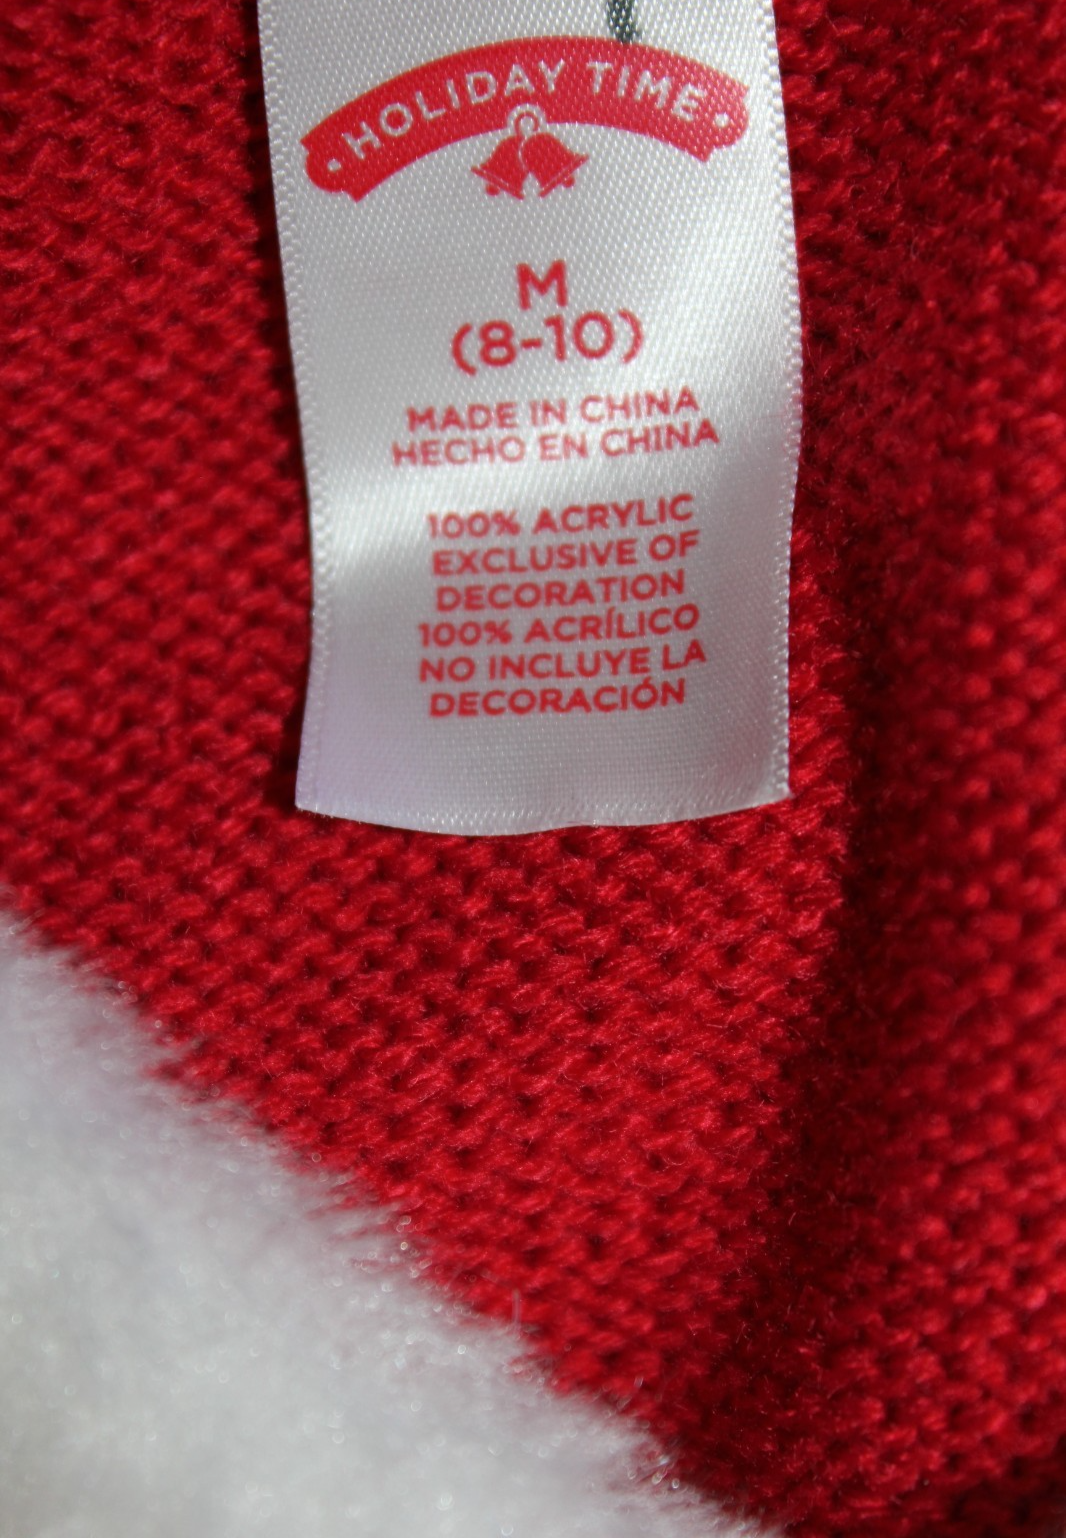 HOLIDAY TIME
M
(8-10)
MADE IN CHINA
HECHO EN CHINA
100% ACRYLIC
EXCLUSIVE OF
DECORATION
100% ACRÍLICO
NO INCLUYE LA
DECORACIÓN